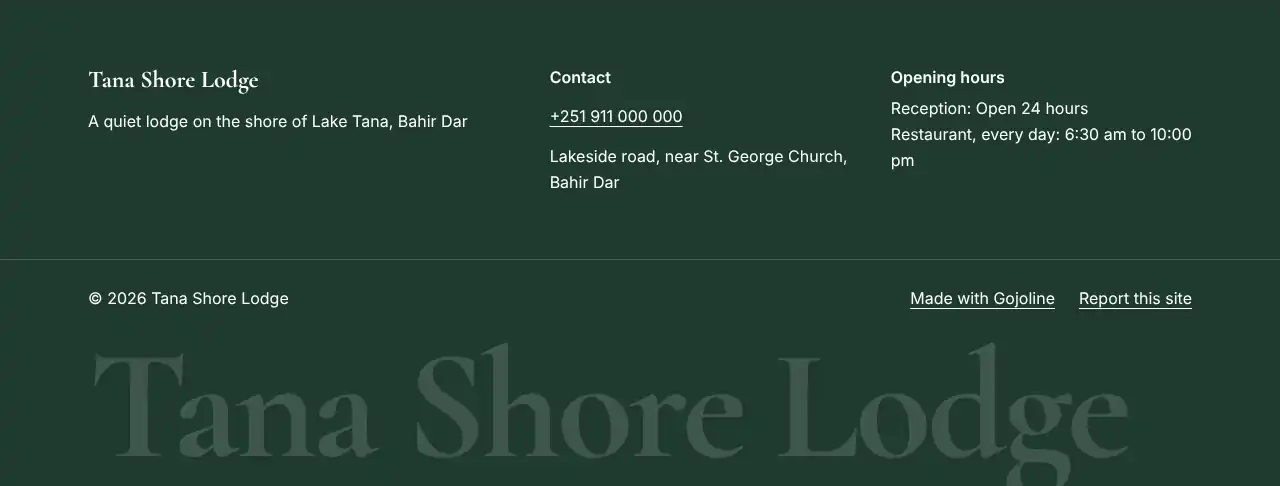 Tana Shore Lodge
A quiet lodge on the shore of Lake Tana, Bahir Dar
Contact
+251 911 000 000
Lakeside road, near St. George Church,
Bahir Dar
Opening hours
Reception: Open 24 hours
Restaurant, every day: 6:30 am to 10:00
pm
© 2026 Tana Shore Lodge
Made with Gojoline
Report this site
Tana Shore Lodge